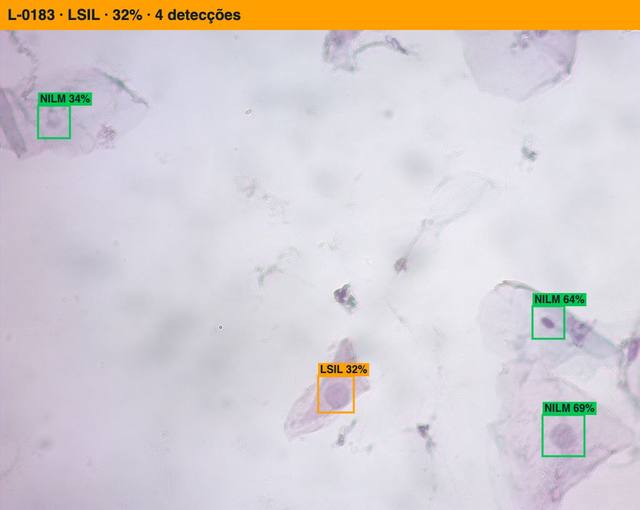 L-0183 · LSIL · 32% · 4 detecções
NILM 34%
NILM 64%
LSIL 32%
NILM 69%